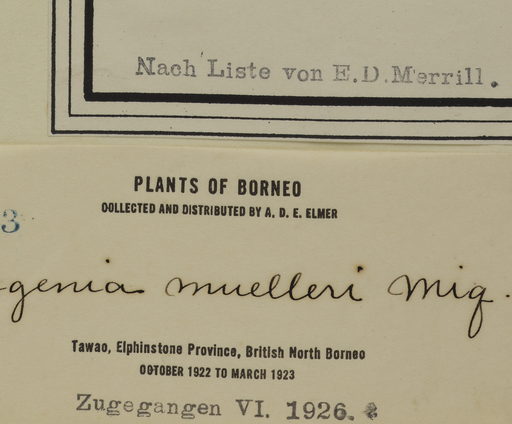 Nach Liste von E.D.Merrill.
PLANTS OF BORNEO
COLLECTED AND DISTRIBUTED BY A. D. E. ELMER
3
genia muelleri Miq.
Tawao, Elphinstone Province, British North Borneo
OCTOBER 1922 TO MARCH 1923
Zugegangen VI. 1926.